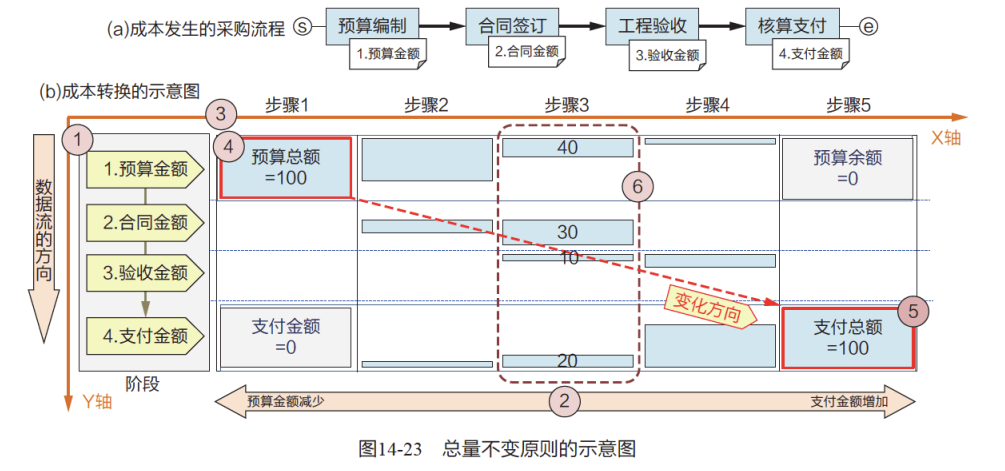 (a)成本发生的采购流程
S
预算编制
合同签订
工程验收
核算支付
e
1.预算金额
2.合同金额
3.验收金额
4.支付金额
(b)成本转换的示意图
步骤1
步骤2
步骤3
步骤4
步骤5
3
X轴
1
4
预算总额
=100
40
预算余额
=0
数据流的方向
1.预算金额
2.合同金额
3.验收金额
4.支付金额
阶段
Y轴
6
30
10
变化方向
5
支付金额
=0
20
支付总额
=100
预算金额减少
2
支付金额增加
图14-23 总量不变原则的示意图